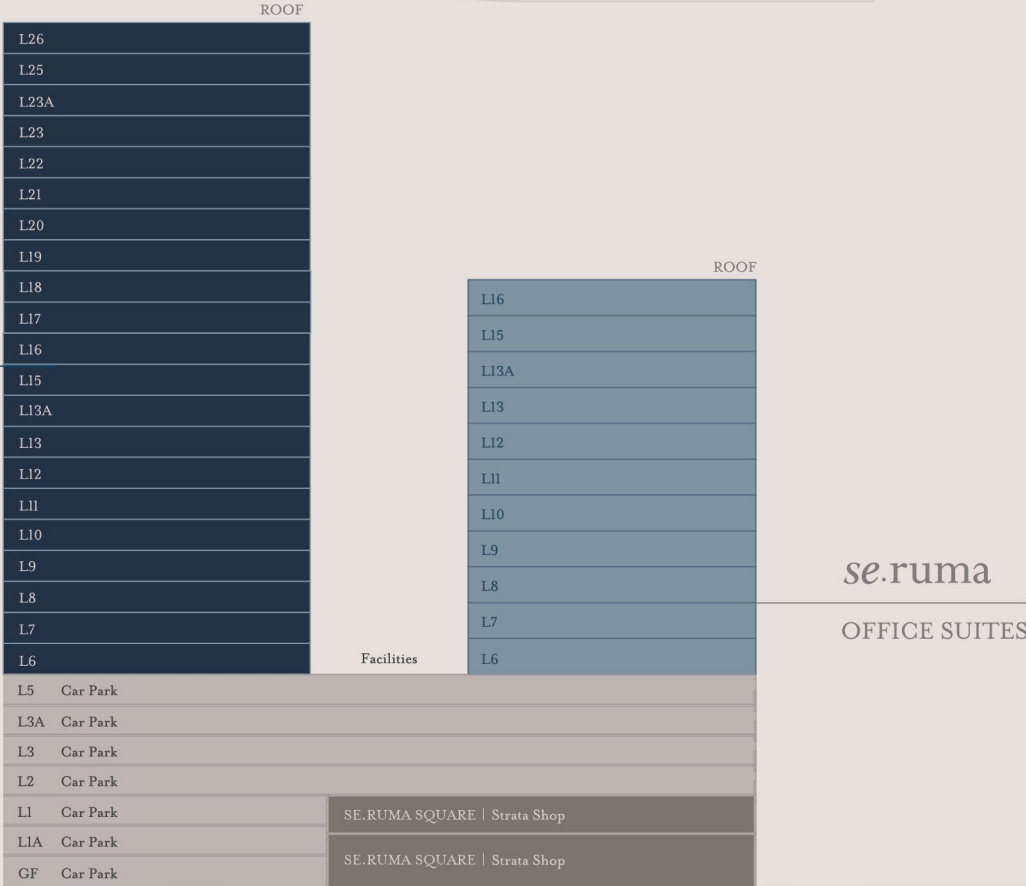 ROOF
L26
L25
L23A
L23
L22
L21
L20
L19
L18
L17
L16
L15
L13A
L13
L12
L11
L10
L9
L8
L7
L6
Facilities
ROOF
L16
L15
L13A
L13
L12
L11
L10
L9
L8
L7
L6
se.ruma
OFFICE SUITES
L5 Car Park
L3A Car Park
L3 Car Park
L2 Car Park
L1 Car Park
L1A Car Park
GF Car Park
SE.RUMA SQUARE | Strata Shop
SE.RUMA SQUARE | Strata Shop